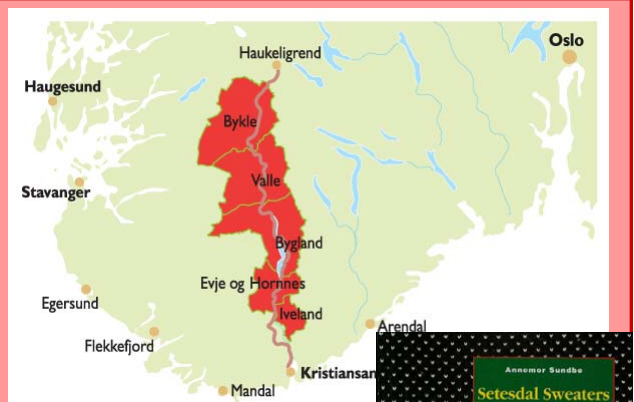 Oslo
Haukeligrend
Haugesund
Bykle
Valle
Stavanger
Bygland
Evje og Hornnes
Egersund
Iveland
Arendal
Flekkefjord
Kristiansan
Mandal
Annemor Sundbø
Setesdal Sweaters